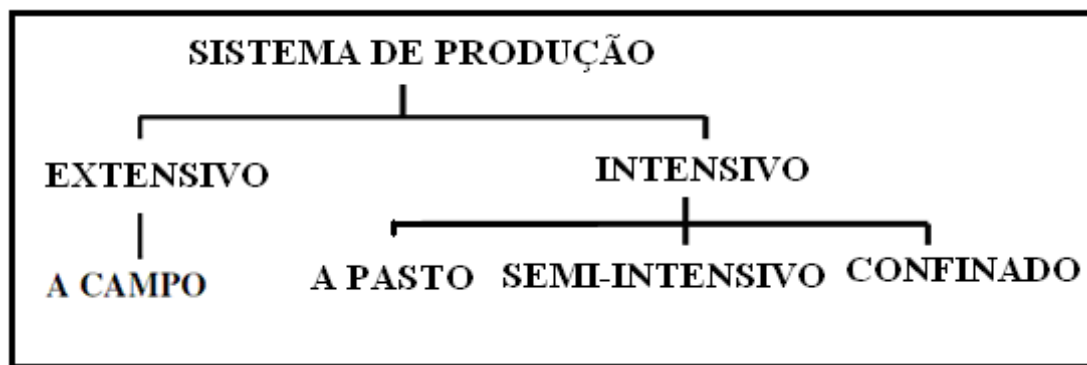 SISTEMA DE PRODUÇÃO
EXTENSIVO
INTENSIVO
A CAMPO
A PASTO
SEMI-INTENSIVO
CONFINADO